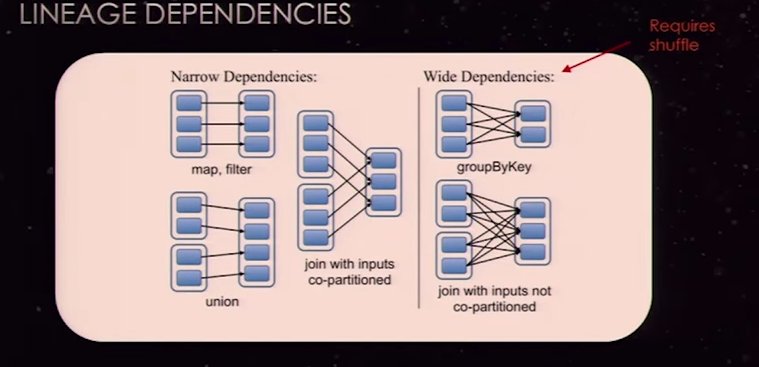 LINEAGE DEPENDENCIES
Requires
shuffle
Narrow Dependencies:
map, filter
union
join with inputs
co-partitioned
Wide Dependencies:
groupByKey
join with inputs not
co-partitioned